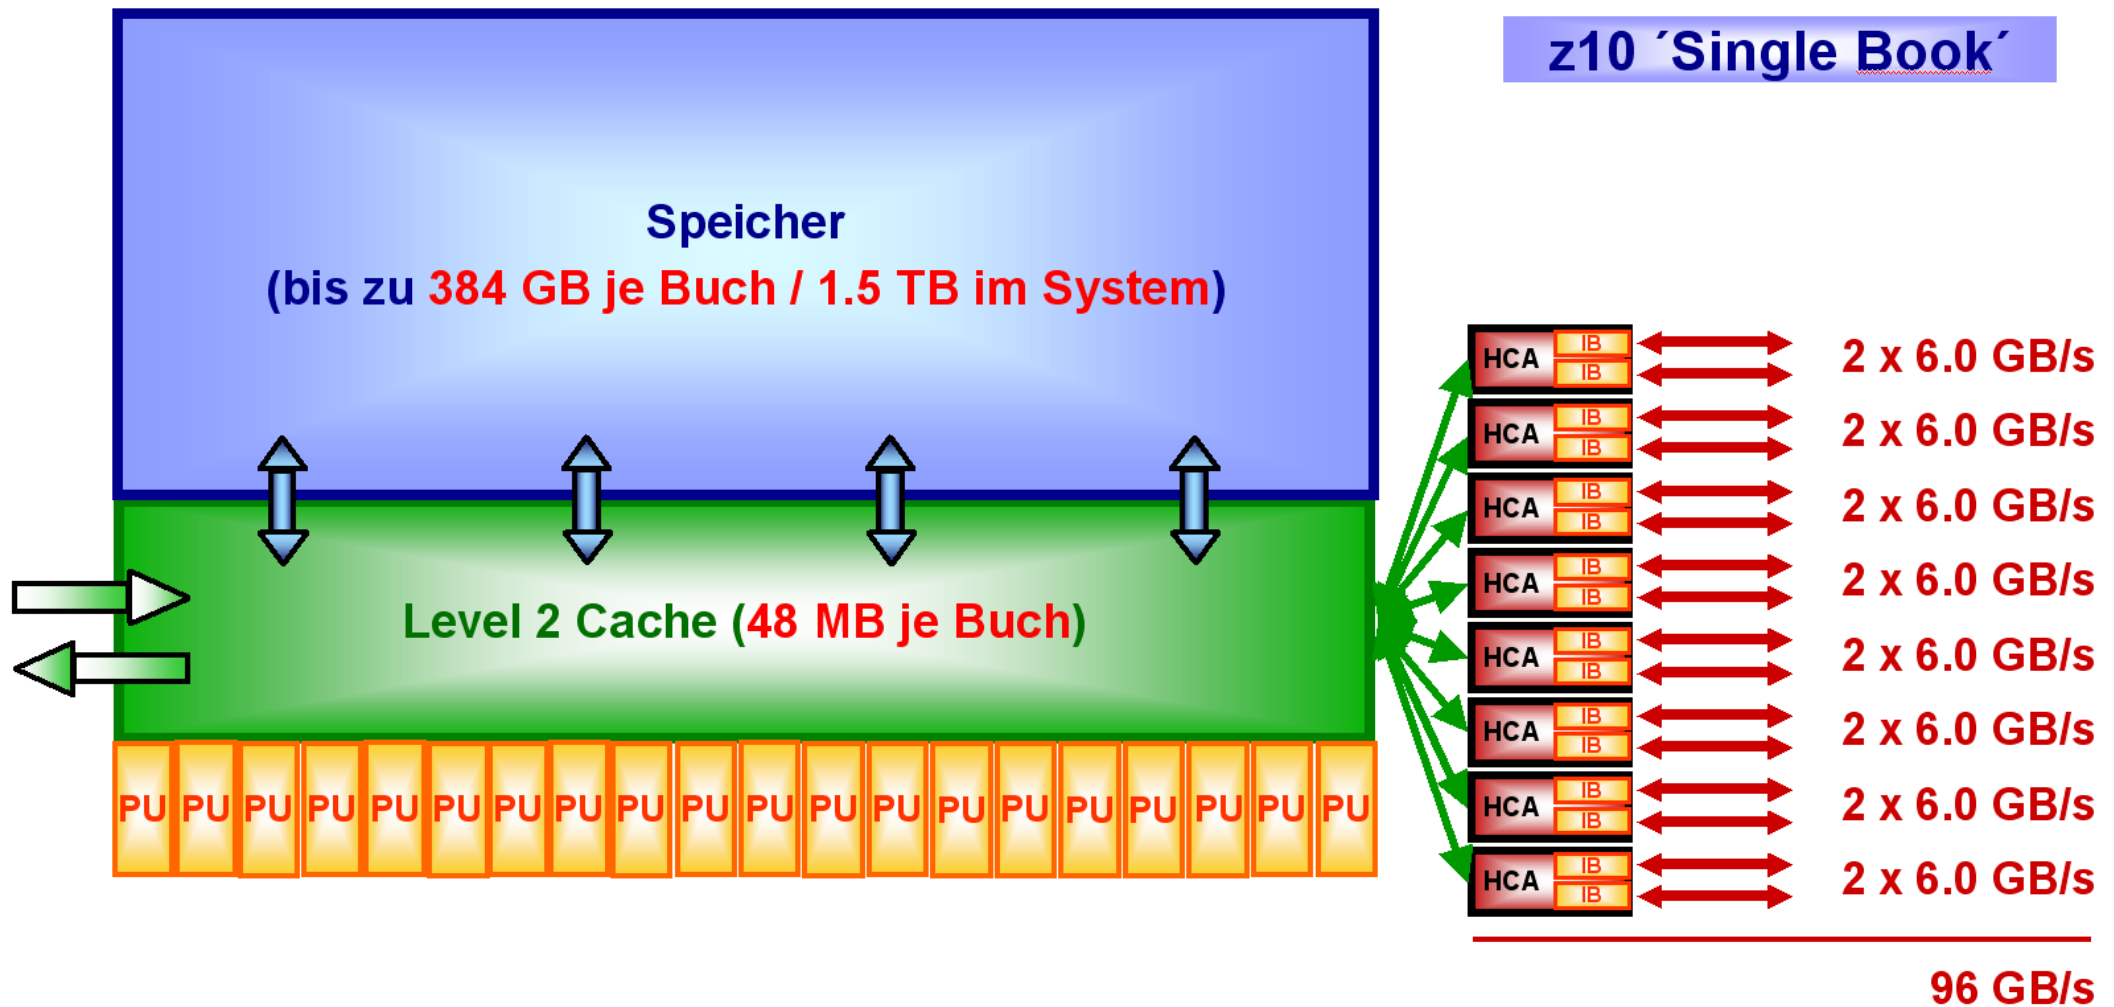 z10 ´Single Book´
Speicher
(bis zu 384 GB je Buch / 1.5 TB im System)
Level 2 Cache (48 MB je Buch)
PU PU PU PU PU PU PU PU PU PU PU PU PU PU PU PU PU PU PU PU
HCA IB IB 2 x 6.0 GB/s
HCA IB IB 2 x 6.0 GB/s
HCA IB IB 2 x 6.0 GB/s
HCA IB IB 2 x 6.0 GB/s
HCA IB IB 2 x 6.0 GB/s
HCA IB IB 2 x 6.0 GB/s
HCA IB IB 2 x 6.0 GB/s
HCA IB IB 2 x 6.0 GB/s
96 GB/s